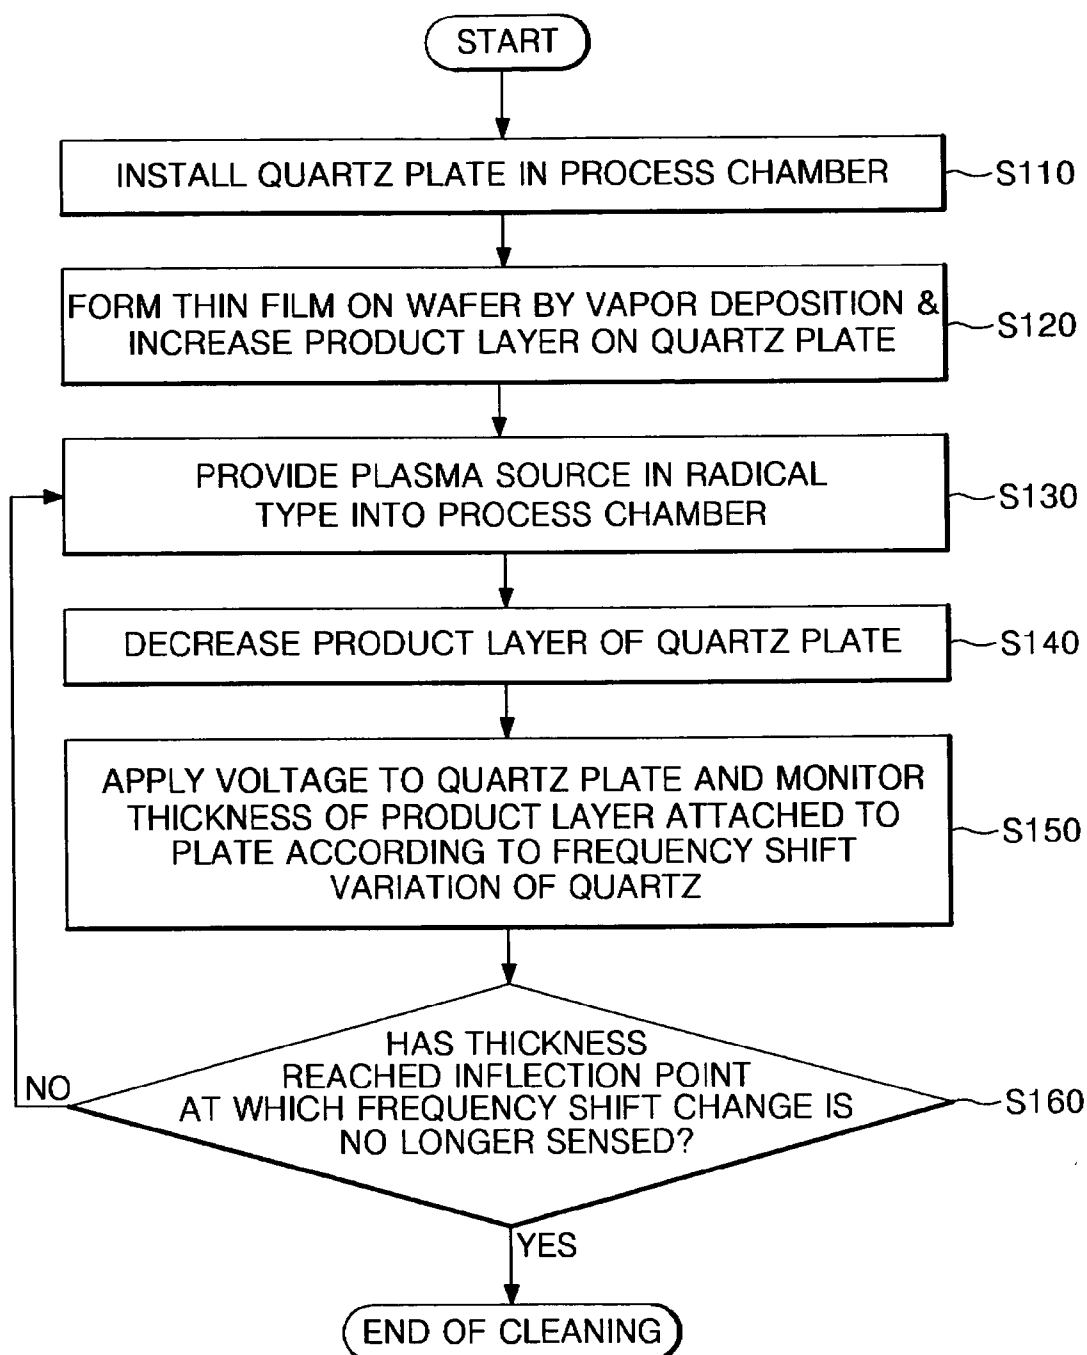 START
INSTALL QUARTZ PLATE IN PROCESS CHAMBER
S110
FORM THIN FILM ON WAFER BY VAPOR DEPOSITION &
INCREASE PRODUCT LAYER ON QUARTZ PLATE
S120
PROVIDE PLASMA SOURCE IN RADICAL
TYPE INTO PROCESS CHAMBER
S130
DECREASE PRODUCT LAYER OF QUARTZ PLATE
S140
APPLY VOLTAGE TO QUARTZ PLATE AND MONITOR
THICKNESS OF PRODUCT LAYER ATTACHED TO
PLATE ACCORDING TO FREQUENCY SHIFT
VARIATION OF QUARTZ
S150
HAS THICKNESS
REACHED INFLECTION POINT
AT WHICH FREQUENCY SHIFT CHANGE IS
NO LONGER SENSED?
S160
NO
YES
END OF CLEANING